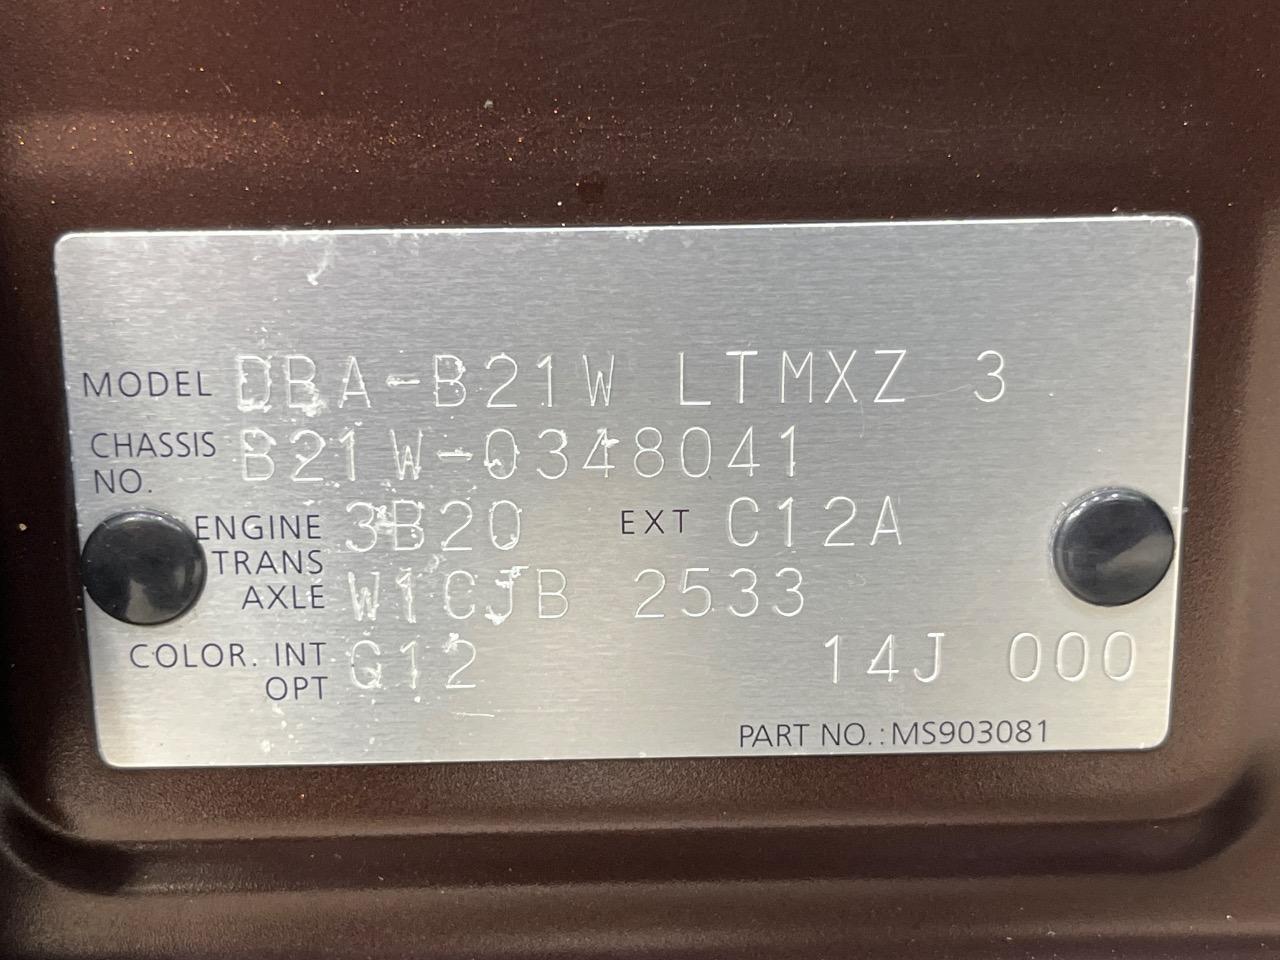 MODEL DBA-B21W LTMXZ 3
CHASSIS NO. B21W-0348041
ENGINE 3B20 EXT C12A
TRANS AXLE W1CJB 2533
COLOR. INT OPT Q12 14J 000
PART NO.:MS903081